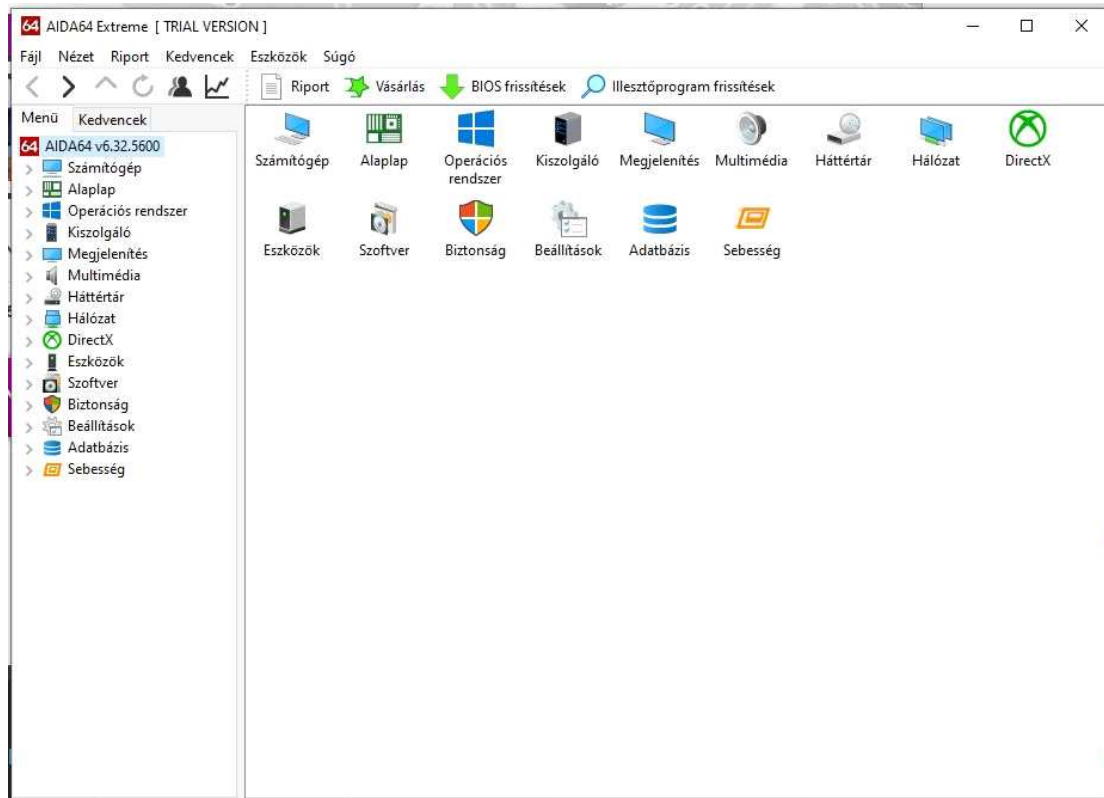 64 AIDA64 Extreme [ TRIAL VERSION ]
Fájl Nézet Riport Kedvencek Eszközök Súgó
Riport Vásárlás BIOS frissítések Illesztőprogram frissítések
Menü Kedvencek
64 AIDA64 v6.32.5600
Számítógép
Alaplap
Operációs rendszer
Kiszolgáló
Megjelenítés
Multimédia
Háttértár
Hálózat
DirectX
Eszközök
Szoftver
Biztonság
Beállítások
Adatbázis
Sebesség
Számítógép Alaplap Operációs rendszer Kiszolgáló Megjelenítés Multimédia Háttértár Hálózat DirectX
Eszközök Szoftver Biztonság Beállítások Adatbázis Sebesség